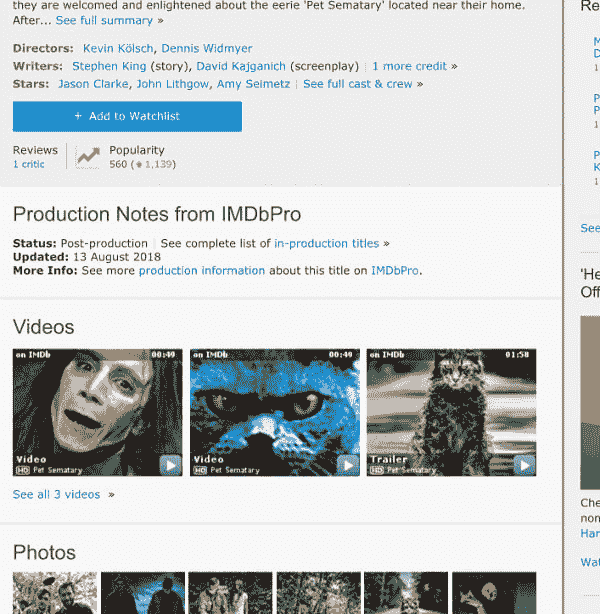 they are welcomed and enlightened about the eerie 'Pet Sematary' located near their home.
After... See full summary »
Directors: Kevin Kölsch, Dennis Widmyer
Writers: Stephen King (story), David Kajganich (screenplay) | 1 more credit »
Stars: Jason Clarke, John Lithgow, Amy Seimetz | See full cast & crew »
+ Add to Watchlist
Reviews
1 critic
Popularity
560 ( 1,139)
Production Notes from IMDbPro
Status: Post-production | See complete list of in-production titles »
Updated: 13 August 2018
More Info: See more production information about this title on IMDbPro.
Videos
on IMDb 00:49
Video
HD Pet Sematary
on IMDb 00:49
Video
HD Pet Sematary
on IMDb 01:58
Trailer
HD Pet Sematary
See all 3 videos »
Photos
Re
M
D
1
P
P
1
P
K
1
See
'He
Off
Che
non
Har
Wat